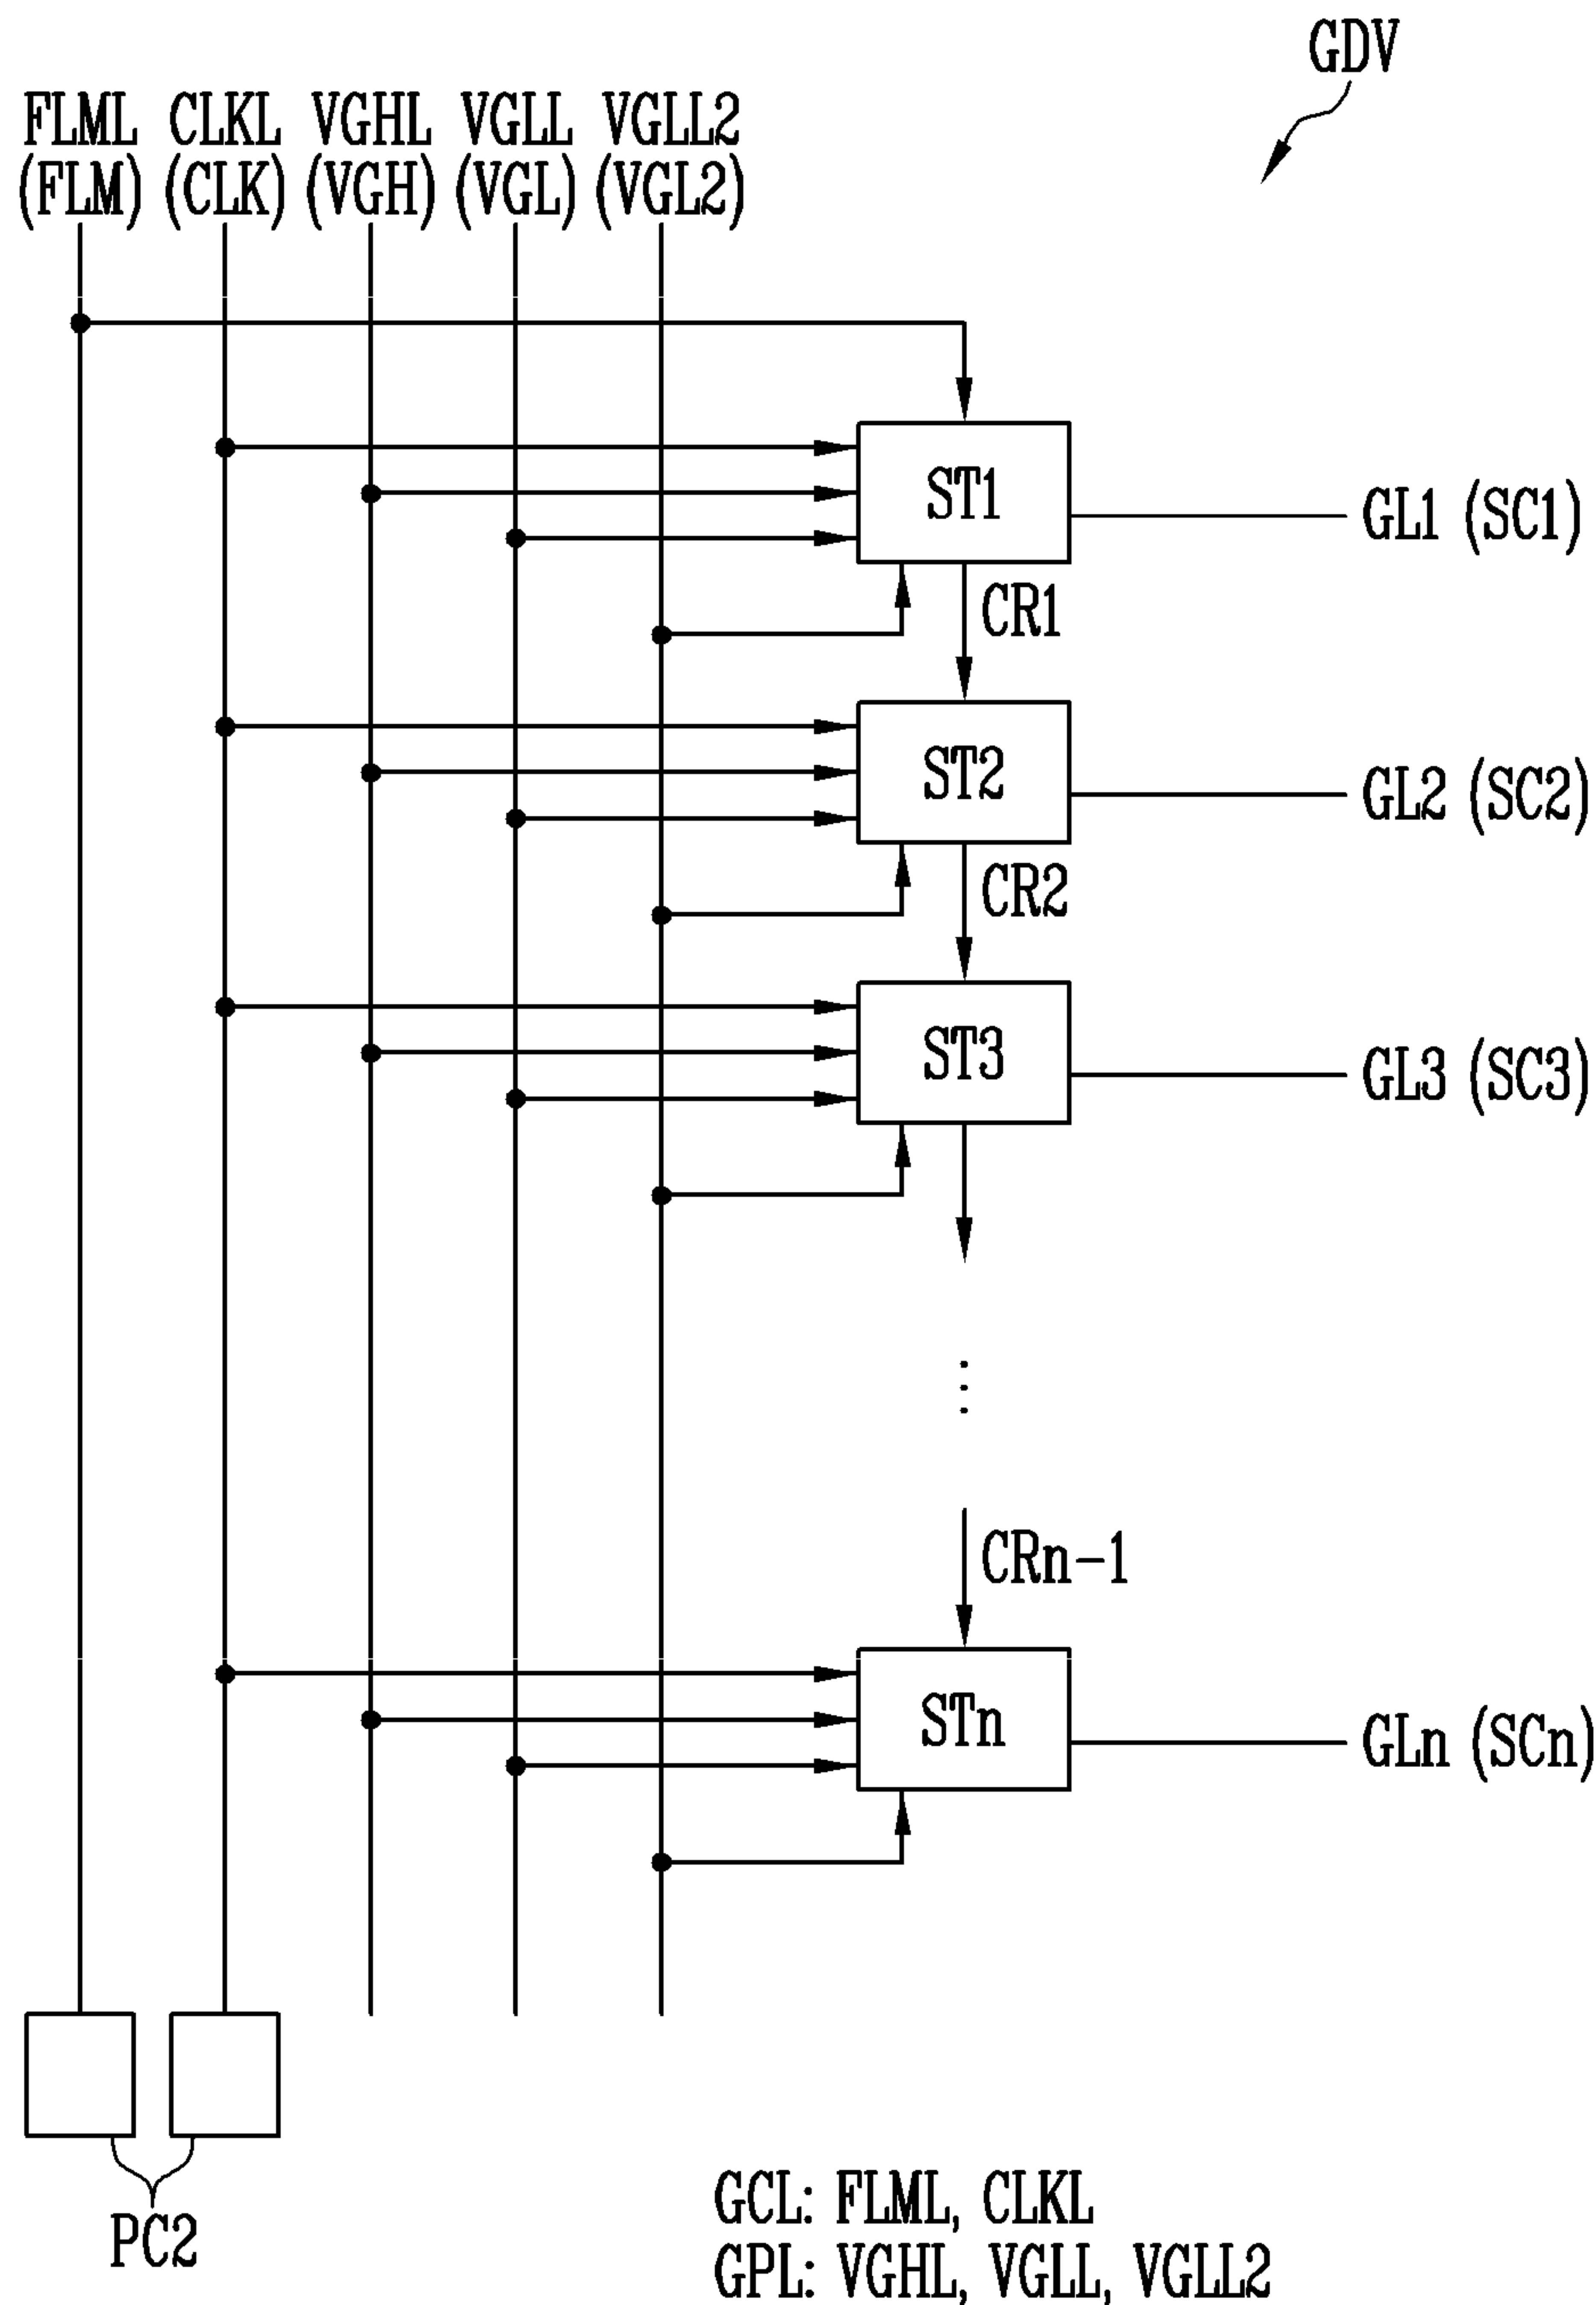 GDV
FLML CLKL VGHL VGLL VGLL2
(FLM) (CLK) (VGH) (VGL) (VGL2)
ST1
GL1 (SC1)
CR1
ST2
GL2 (SC2)
CR2
ST3
GL3 (SC3)
⋮
CRn-1
STn
GLn (SCn)
PC2
GCL: FLML, CLKL
GPL: VGHL, VGLL, VGLL2